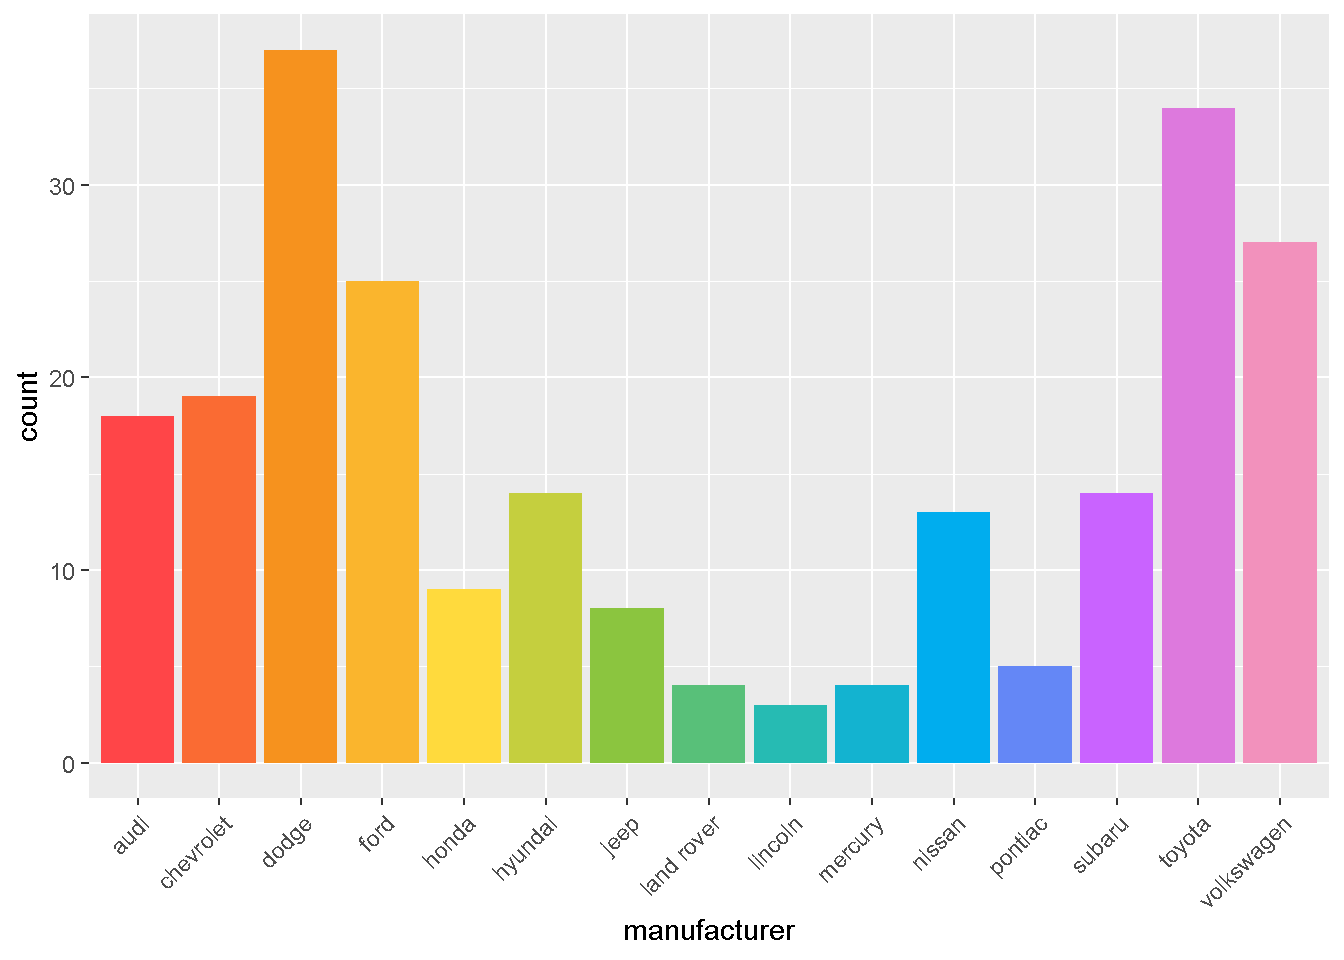 count
30
20
10
0
audi
chevrolet
dodge
ford
honda
hyundai
jeep
land rover
lincoln
mercury
nissan
pontiac
subaru
toyota
volkswagen
manufacturer